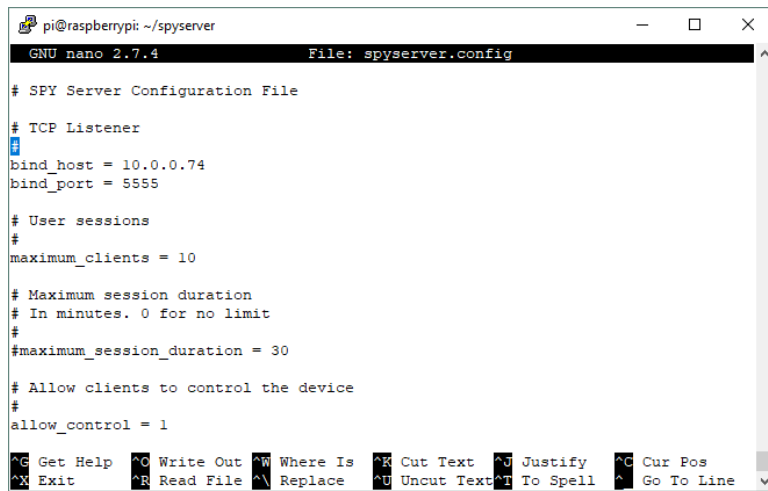 pi@raspberrypi: ~/spyserver
GNU nano 2.7.4 File: spyserver.config
# SPY Server Configuration File
# TCP Listener
#
bind_host = 10.0.0.74
bind_port = 5555
# User sessions
#
maximum_clients = 10
# Maximum session duration
# In minutes. 0 for no limit
#
#maximum_session_duration = 30
# Allow clients to control the device
#
allow_control = 1
^G Get Help ^O Write Out ^W Where Is ^K Cut Text ^J Justify ^C Cur Pos
^X Exit ^R Read File ^\ Replace ^U Uncut Text ^T To Spell ^_ Go To Line